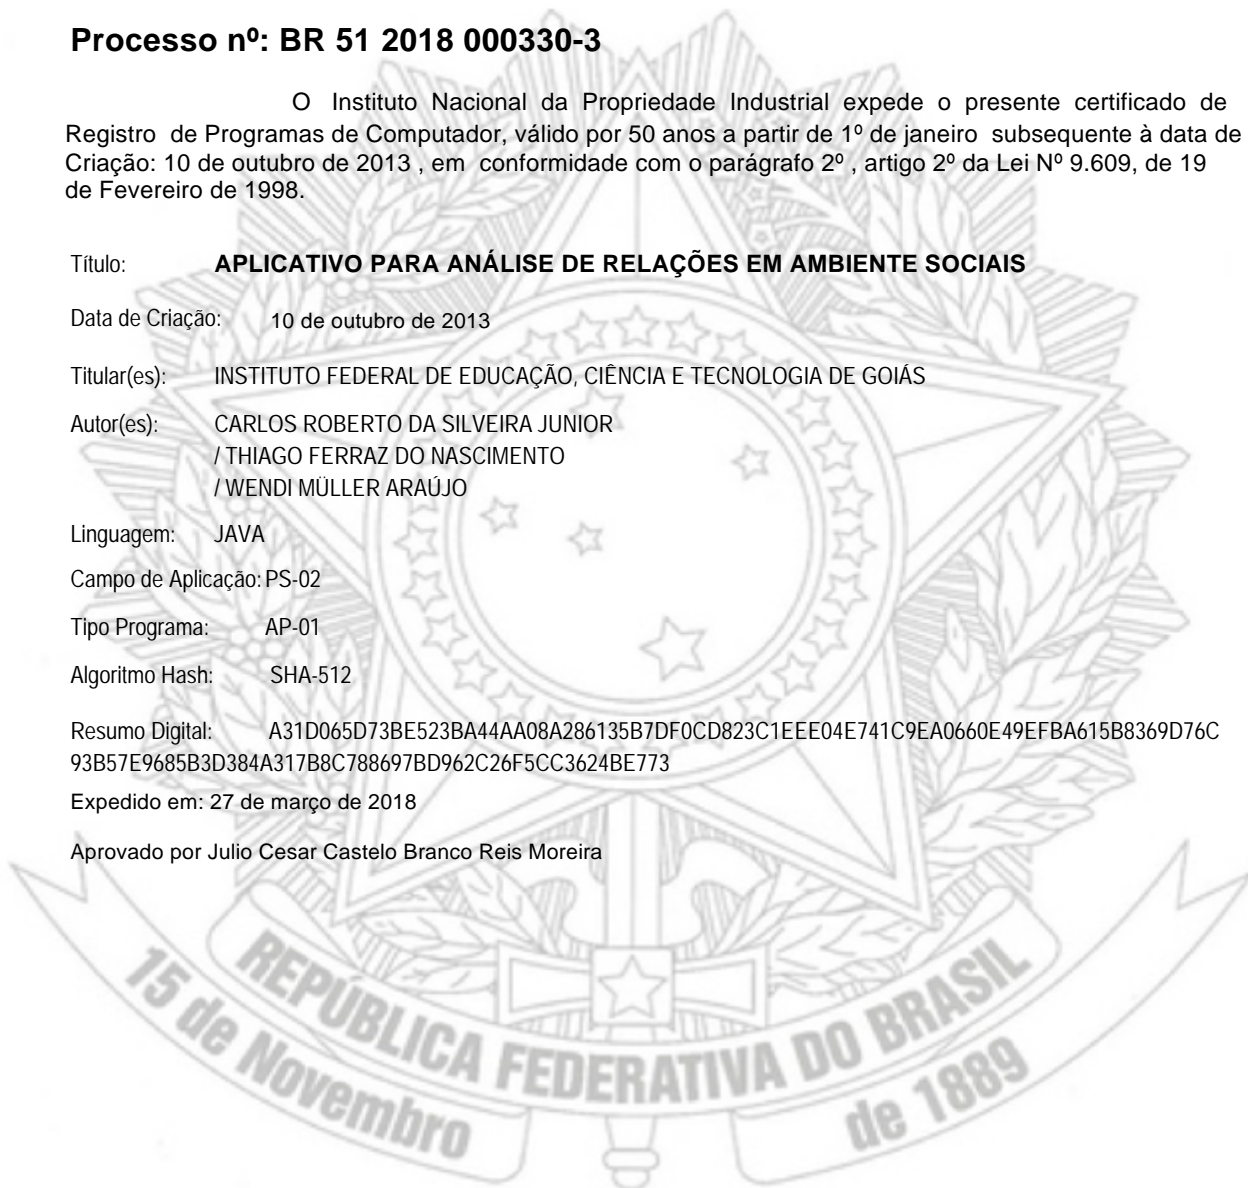 Processo nº: BR 51 2018 000330-3
O Instituto Nacional da Propriedade Industrial expede o presente certificado de
Registro de Programas de Computador, válido por 50 anos a partir de 1º de janeiro subsequente à data de
Criação: 10 de outubro de 2013 , em conformidade com o parágrafo 2º , artigo 2º da Lei Nº 9.609, de 19
de Fevereiro de 1998.
Título: APLICATIVO PARA ANÁLISE DE RELAÇÕES EM AMBIENTE SOCIAIS
Data de Criação: 10 de outubro de 2013
Titular(es): INSTITUTO FEDERAL DE EDUCAÇÃO, CIÊNCIA E TECNOLOGIA DE GOIÁS
Autor(es): CARLOS ROBERTO DA SILVEIRA JUNIOR
/ THIAGO FERRAZ DO NASCIMENTO
/ WENDI MÜLLER ARAÚJO
Linguagem: JAVA
Campo de Aplicação: PS-02
Tipo Programa: AP-01
Algoritmo Hash: SHA-512
Resumo Digital: A31D065D73BE523BA44AA08A286135B7DF0CD823C1EEE04E741C9EA0660E49EFBA615B8369D76C
93B57E9685B3D384A317B8C788697BD962C26F5CC3624BE773
Expedido em: 27 de março de 2018
Aprovado por Julio Cesar Castelo Branco Reis Moreira
REPÚBLICA FEDERATIVA DO BRASIL
15 de Novembro de 1889